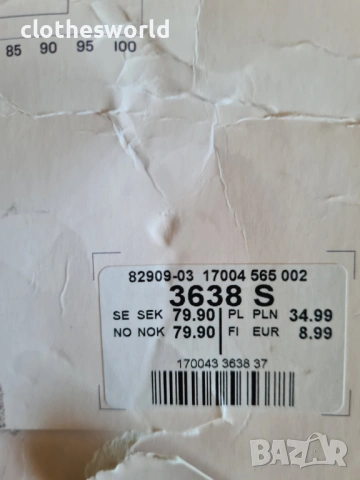 clothesworld
85 90 95 100
82909-03 17004 565 002
3638 S
SE SEK 79.90 PL PLN 34.99
NO NOK 79.90 FI EUR 8.99
170043 3638 37
BAZAR